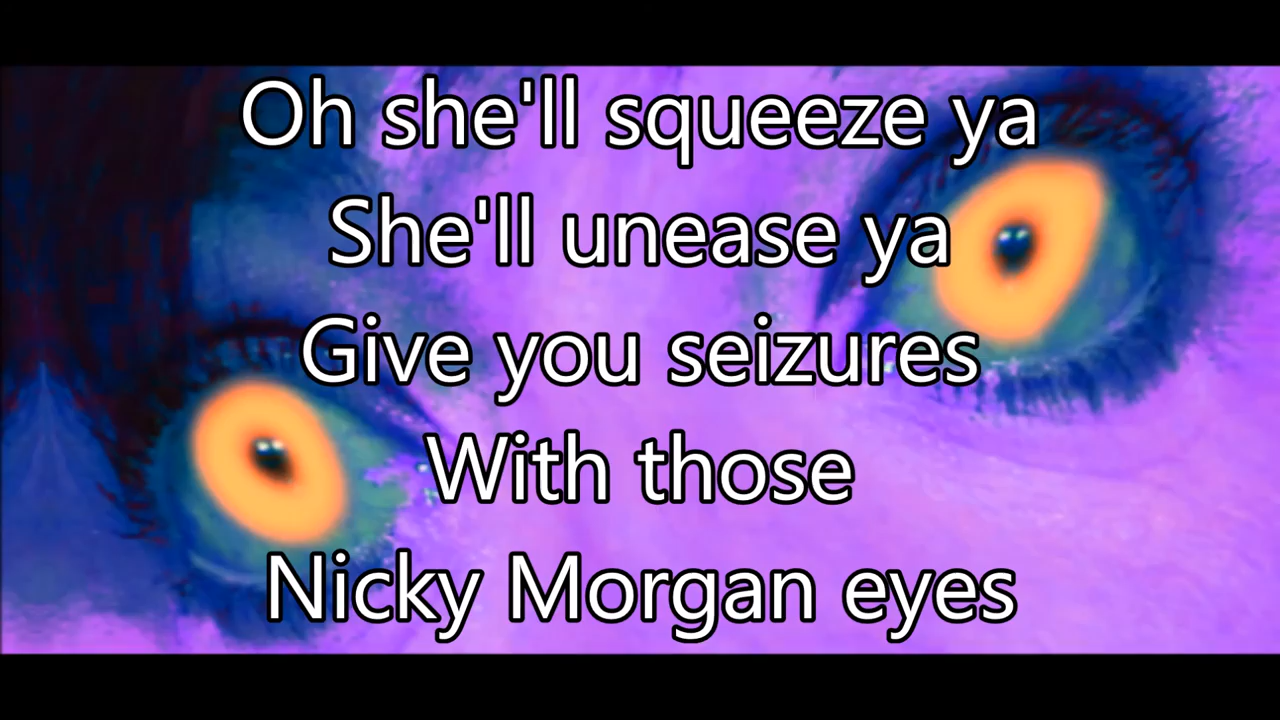 Oh she'll squeeze ya
She'll unease ya
Give you seizures
With those
Nicky Morgan eyes